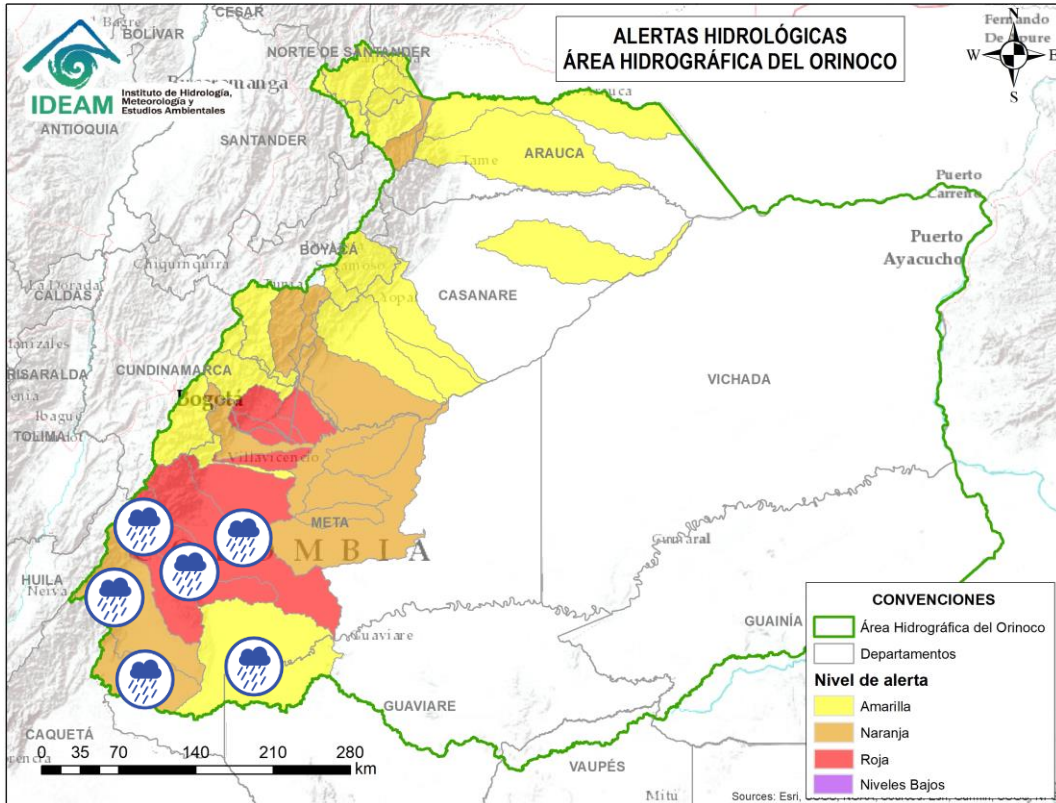 ALERTAS HIDROLÓGICAS
ÁREA HIDROGRÁFICA DEL ORINOCO
IDEAM
Instituto de Hidrología,
Meteorología y
Estudios Ambientales
N
W
E
S
CESAR
BOLÍVAR
NORTE DE SANTANDER
ANTIOQUIA
SANTANDER
ARAUCA
Tame
Puerto
Carreño
Puerto
Ayacucho
BOYACÁ
Chiquinquira
La Dorada
CALDAS
Yopal
CASANARE
VICHADA
CUNDINAMARCA
RISARALDA
Bogotá
Ibagué
TOLIMA
Villavicencio
META
M B I A
HUILA
Neiva
Guaviare
GUAINÍA
GUAVIARE
CAQUETÁ
VAUPÉS
Mitú
0 35 70 140 210 280
km
CONVENCIONES
Área Hidrográfica del Orinoco
Departamentos
Nivel de alerta
Amarilla
Naranja
Roja
Niveles Bajos
Sources: Esri,